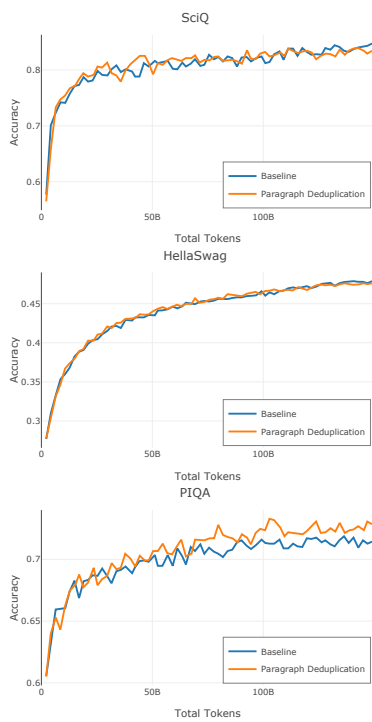 SciQ
0.8
0.7
0.6
Accuracy
Baseline
Paragraph Deduplication
0
50B
100B
Total Tokens
HellaSwag
0.45
0.4
0.35
0.3
Accuracy
Baseline
Paragraph Deduplication
0
50B
100B
Total Tokens
PIQA
0.7
0.65
0.6
Accuracy
Baseline
Paragraph Deduplication
0
50B
100B
Total Tokens